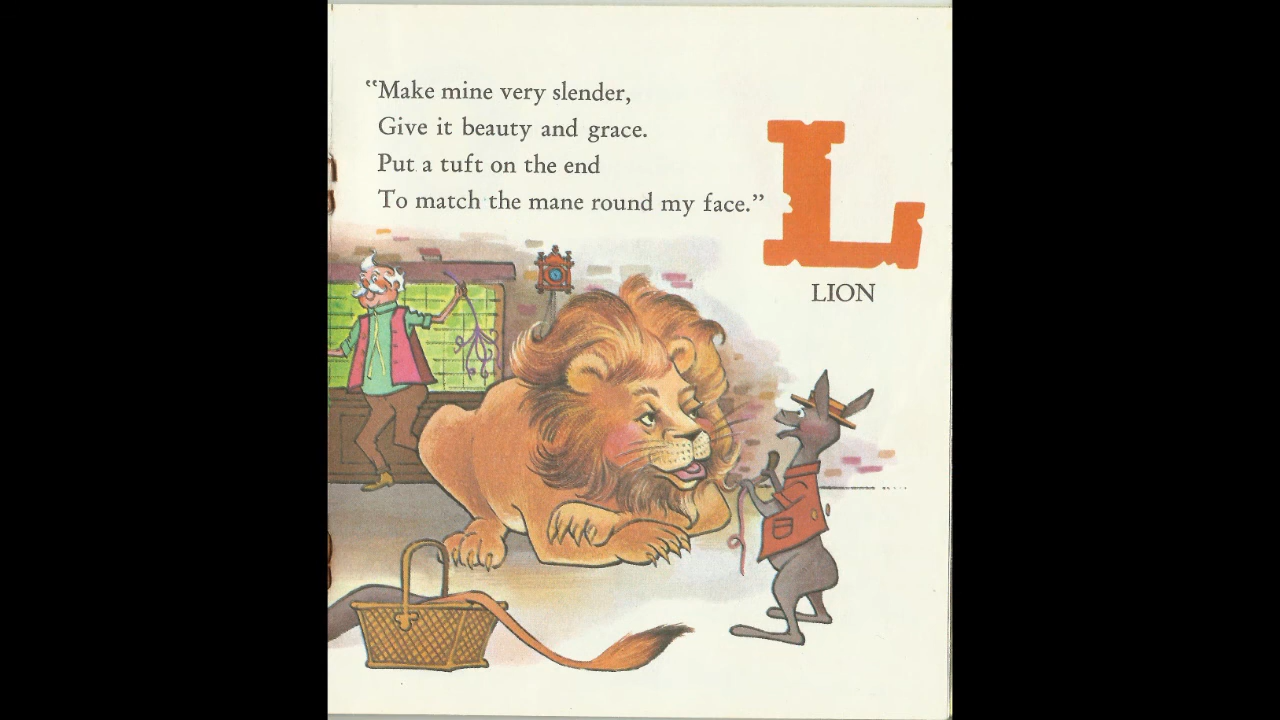 “Make mine very slender,
Give it beauty and grace.
Put a tuft on the end
To match the mane round my face.”
L
LION